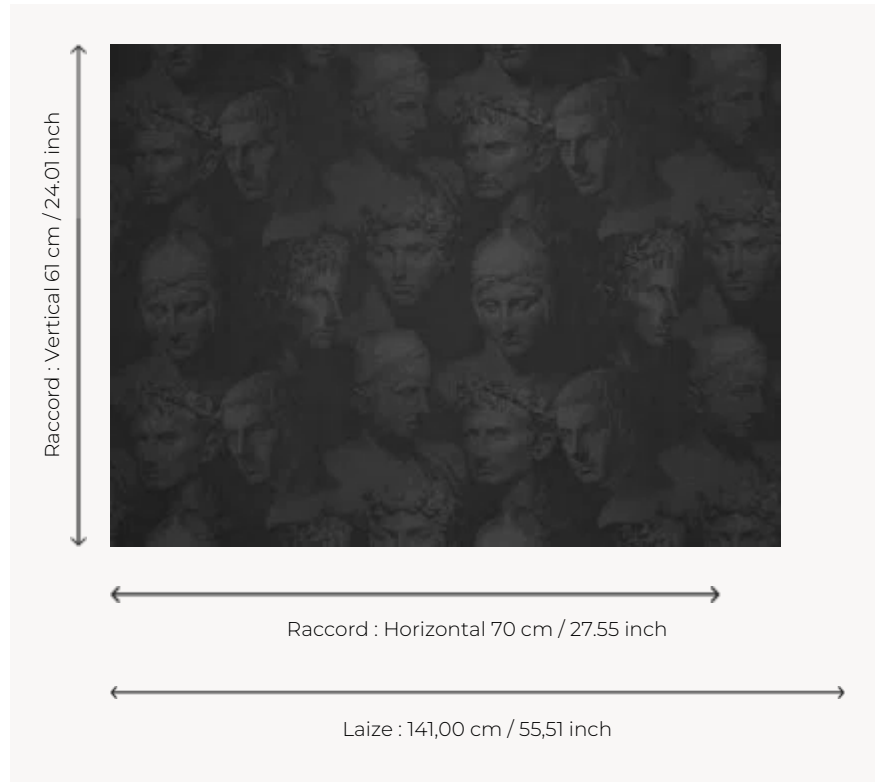 Raccord : Vertical 61 cm / 24.01 inch
Raccord : Horizontal 70 cm / 27.55 inch
Laize : 141,00 cm / 55,51 inch